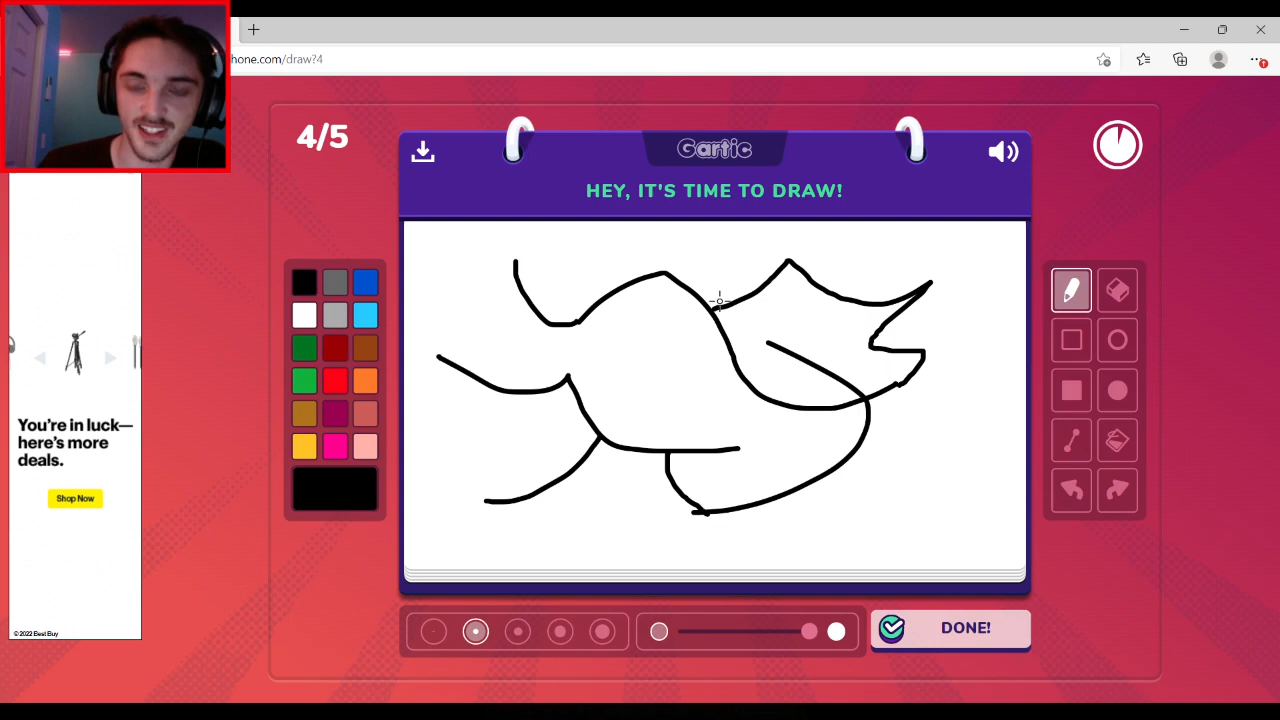 hone.com/draw?4
4/5
Gartic
HEY, IT'S TIME TO DRAW!
You're in luck—
here's more
deals.
Shop Now
DONE!
© 2022 Best Buy